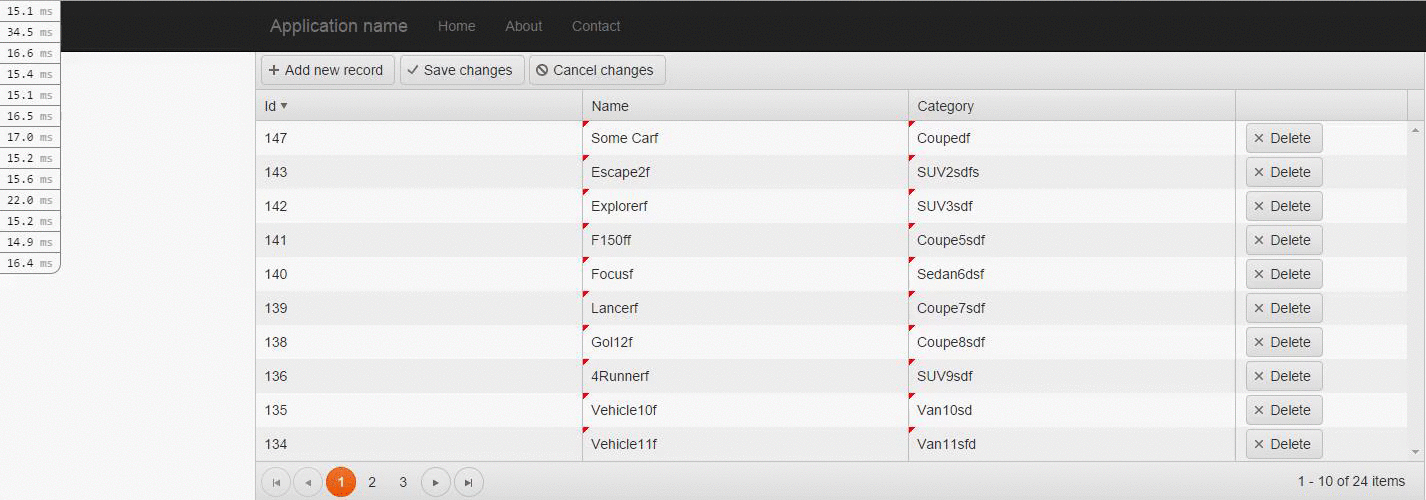 15.1 ms
34.5 ms
16.6 ms
15.4 ms
15.1 ms
16.5 ms
17.0 ms
15.2 ms
15.6 ms
22.0 ms
15.2 ms
14.9 ms
16.4 ms
Application name Home About Contact
Add new record Save changes Cancel changes
Id Name Category
147 Some Carf Coupedf Delete
143 Escape2f SUV2sdfs Delete
142 Explorerf SUV3sdf Delete
141 F150ff Coupe5sdf Delete
140 Focusf Sedan6dsf Delete
139 Lancerf Coupe7sdf Delete
138 Gol12f Coupe8sdf Delete
136 4Runnerf SUV9sdf Delete
135 Vehicle10f Van10sd Delete
134 Vehicle11f Van11sfd Delete
1 2 3 1 - 10 of 24 items